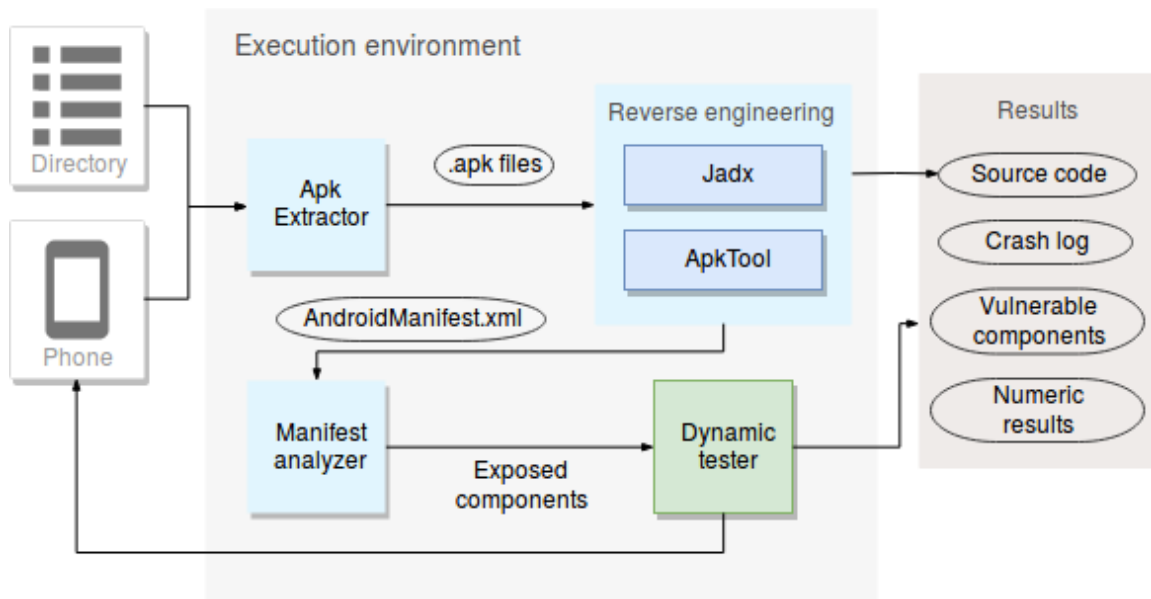 Execution environment
Directory
Phone
Apk
Extractor
.apk files
Reverse engineering
Jadx
ApkTool
AndroidManifest.xml
Manifest
analyzer
Exposed
components
Dynamic
tester
Results
Source code
Crash log
Vulnerable
components
Numeric
results